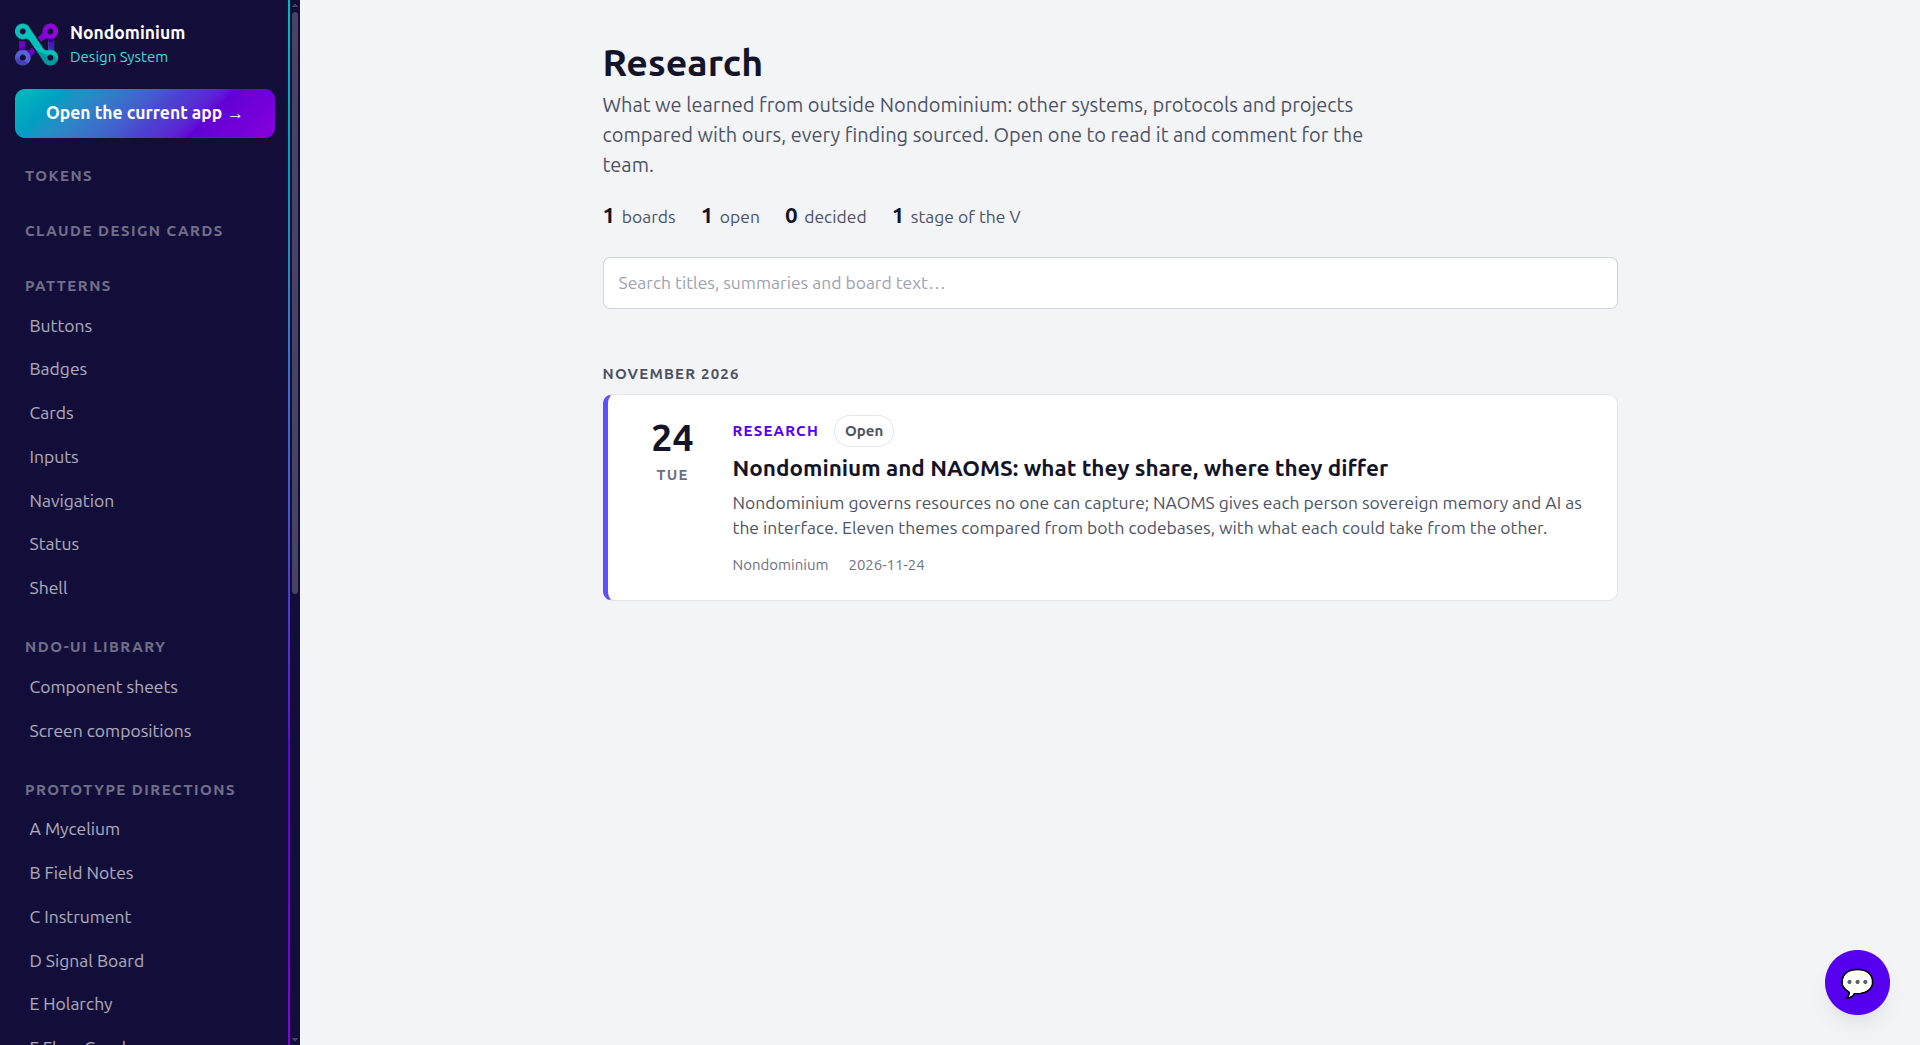 Nondominium
Design System
Open the current app →
TOKENS
CLAUDE DESIGN CARDS
PATTERNS
Buttons
Badges
Cards
Inputs
Navigation
Status
Shell
NDO-UI LIBRARY
Component sheets
Screen compositions
PROTOTYPE DIRECTIONS
A Mycelium
B Field Notes
C Instrument
D Signal Board
E Holarchy
Research
What we learned from outside Nondominium: other systems, protocols and projects
compared with ours, every finding sourced. Open one to read it and comment for the
team.
1 boards 1 open 0 decided 1 stage of the V
Search titles, summaries and board text…
NOVEMBER 2026
24
TUE
RESEARCH Open
Nondominium and NAOMS: what they share, where they differ
Nondominium governs resources no one can capture; NAOMS gives each person sovereign memory and AI as
the interface. Eleven themes compared from both codebases, with what each could take from the other.
Nondominium 2026-11-24